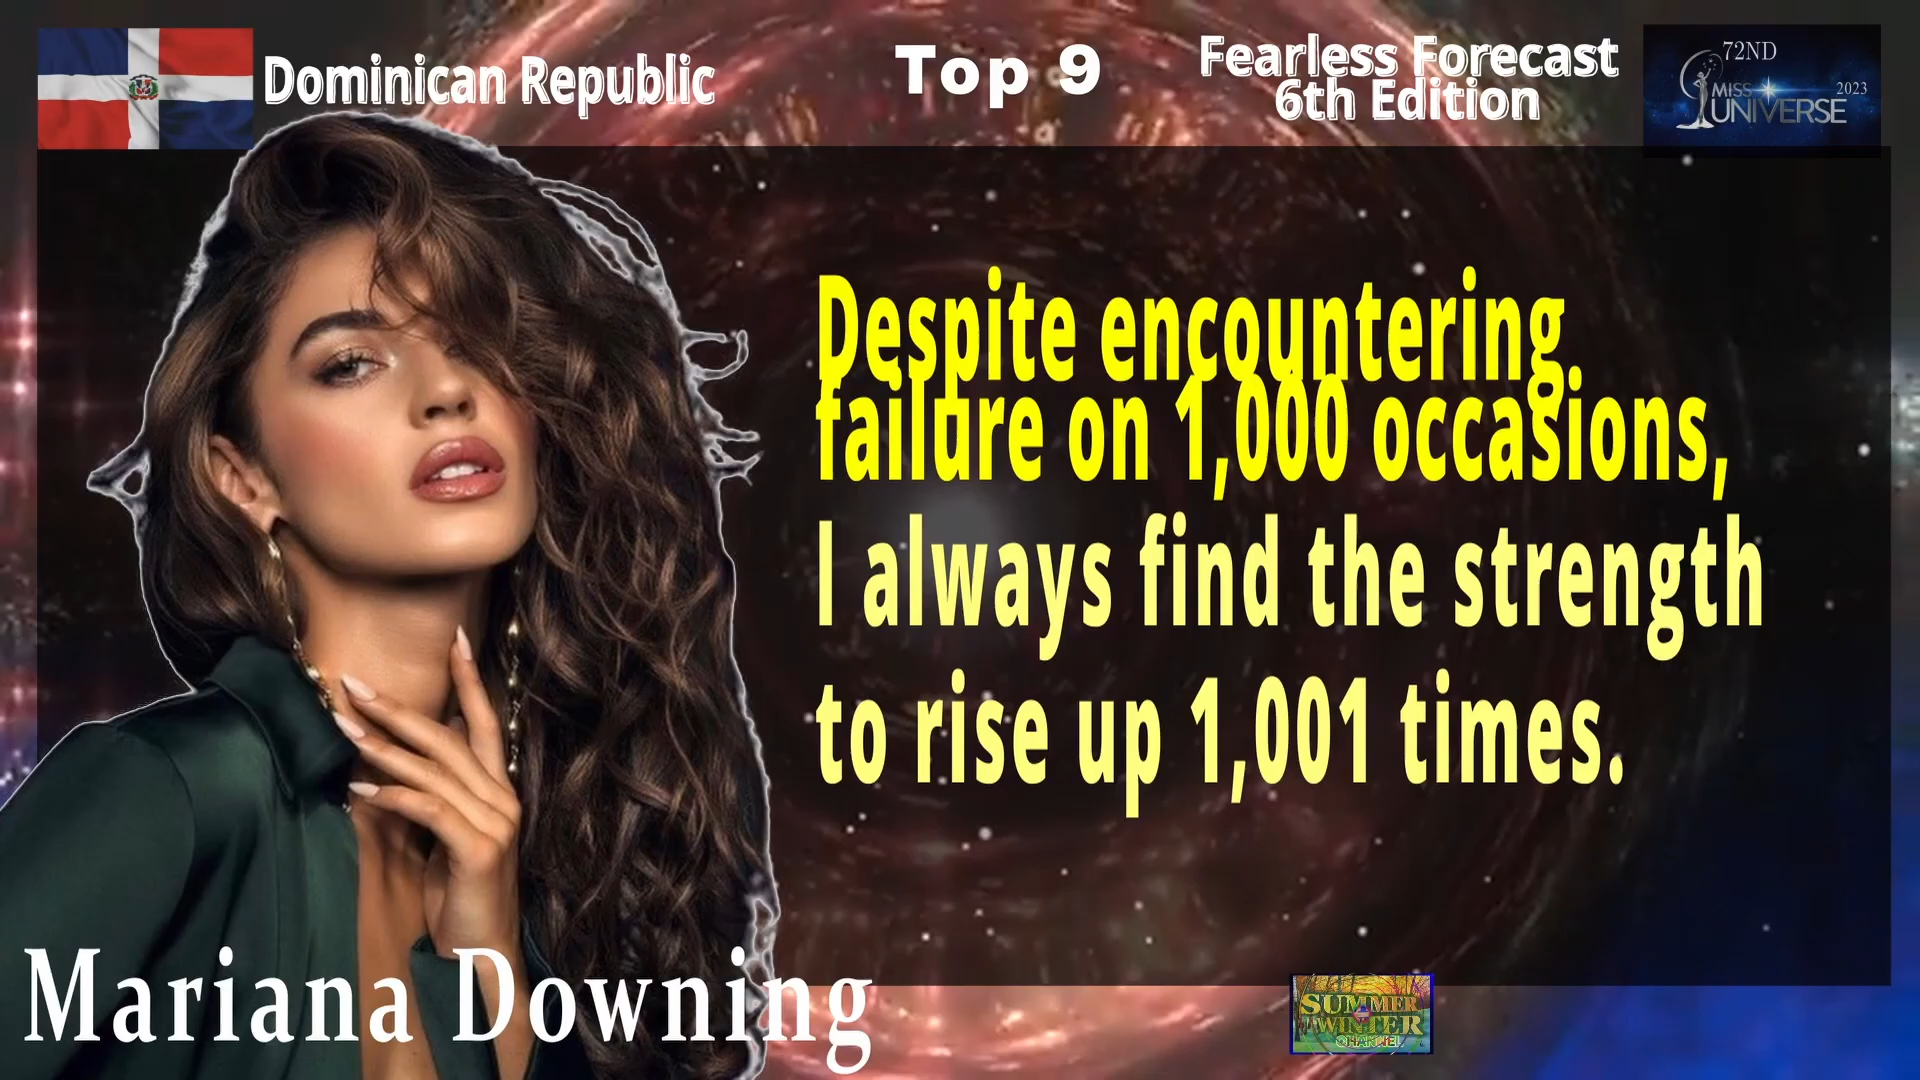 Dominican Republic
Top 9
Fearless Forecast
6th Edition
72ND
MISS
UNIVERSE
2023
Despite encountering
failure on 1,000 occasions,
I always find the strength
to rise up 1,001 times.
Mariana Downing
SUMMER
WINTER
CHANNEL